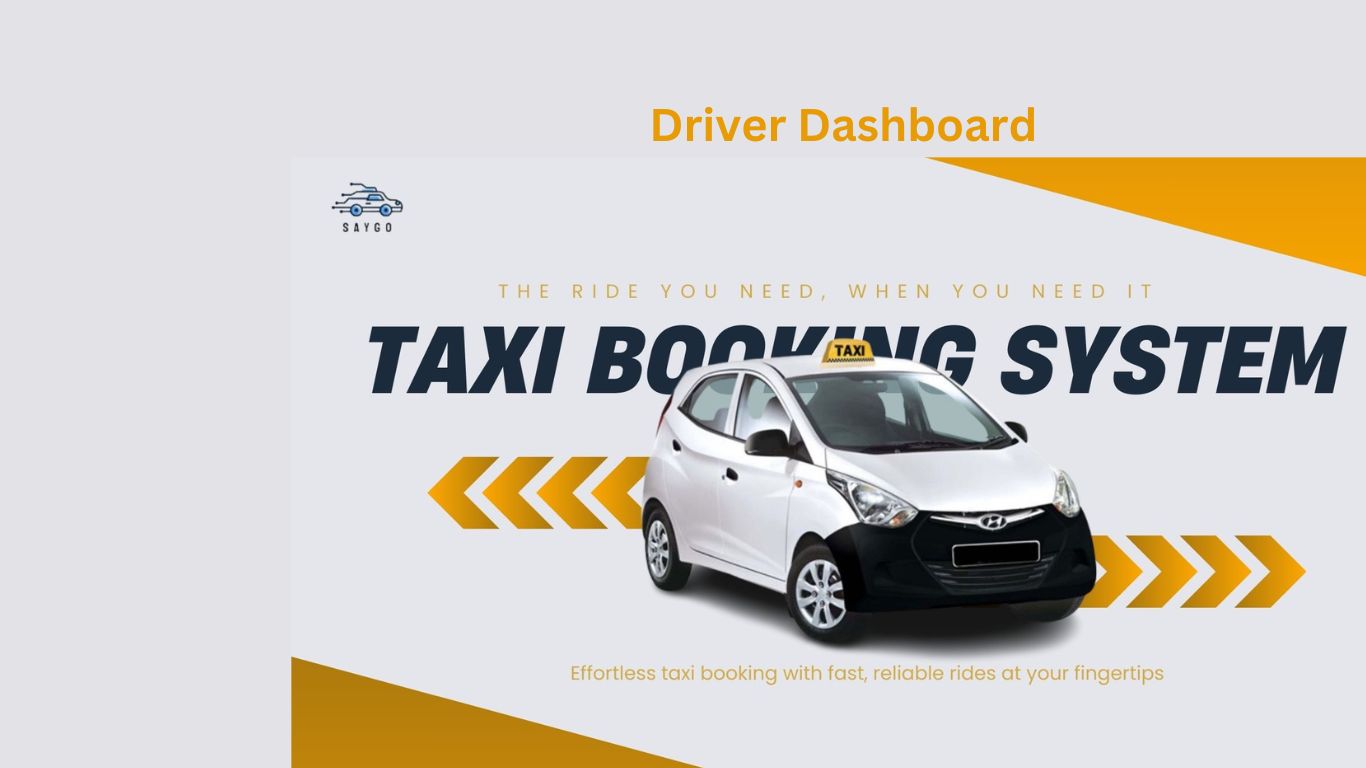 Driver Dashboard
SAYGO
THE RIDE YOU NEED, WHEN YOU NEED IT
TAXI BOOKING SYSTEM
TAXI
Effortless taxi booking with fast, reliable rides at your fingertips